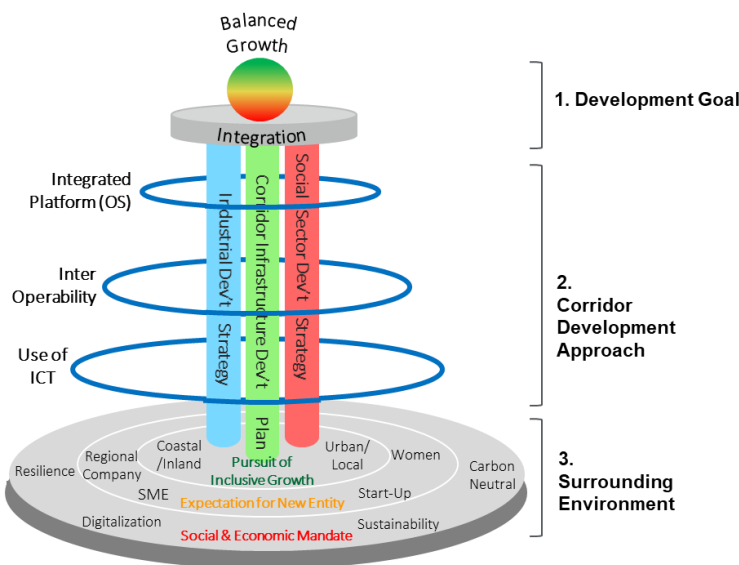 Balanced
Growth
Integration
1. Development Goal
Integrated
Platform (OS)
Inter
Operability
Use of
ICT
Industrial Dev't Strategy
Corridor Infrastructure Dev't Plan
Social Sector Dev't Strategy
2.
Corridor
Development
Approach
Resilience
Regional
Company
Coastal
/Inland
Urban/
Local
Women
Carbon
Neutral
Pursuit of
Inclusive Growth
SME
Start-Up
Expectation for New Entity
Digitalization
Sustainability
Social & Economic Mandate
3.
Surrounding
Environment